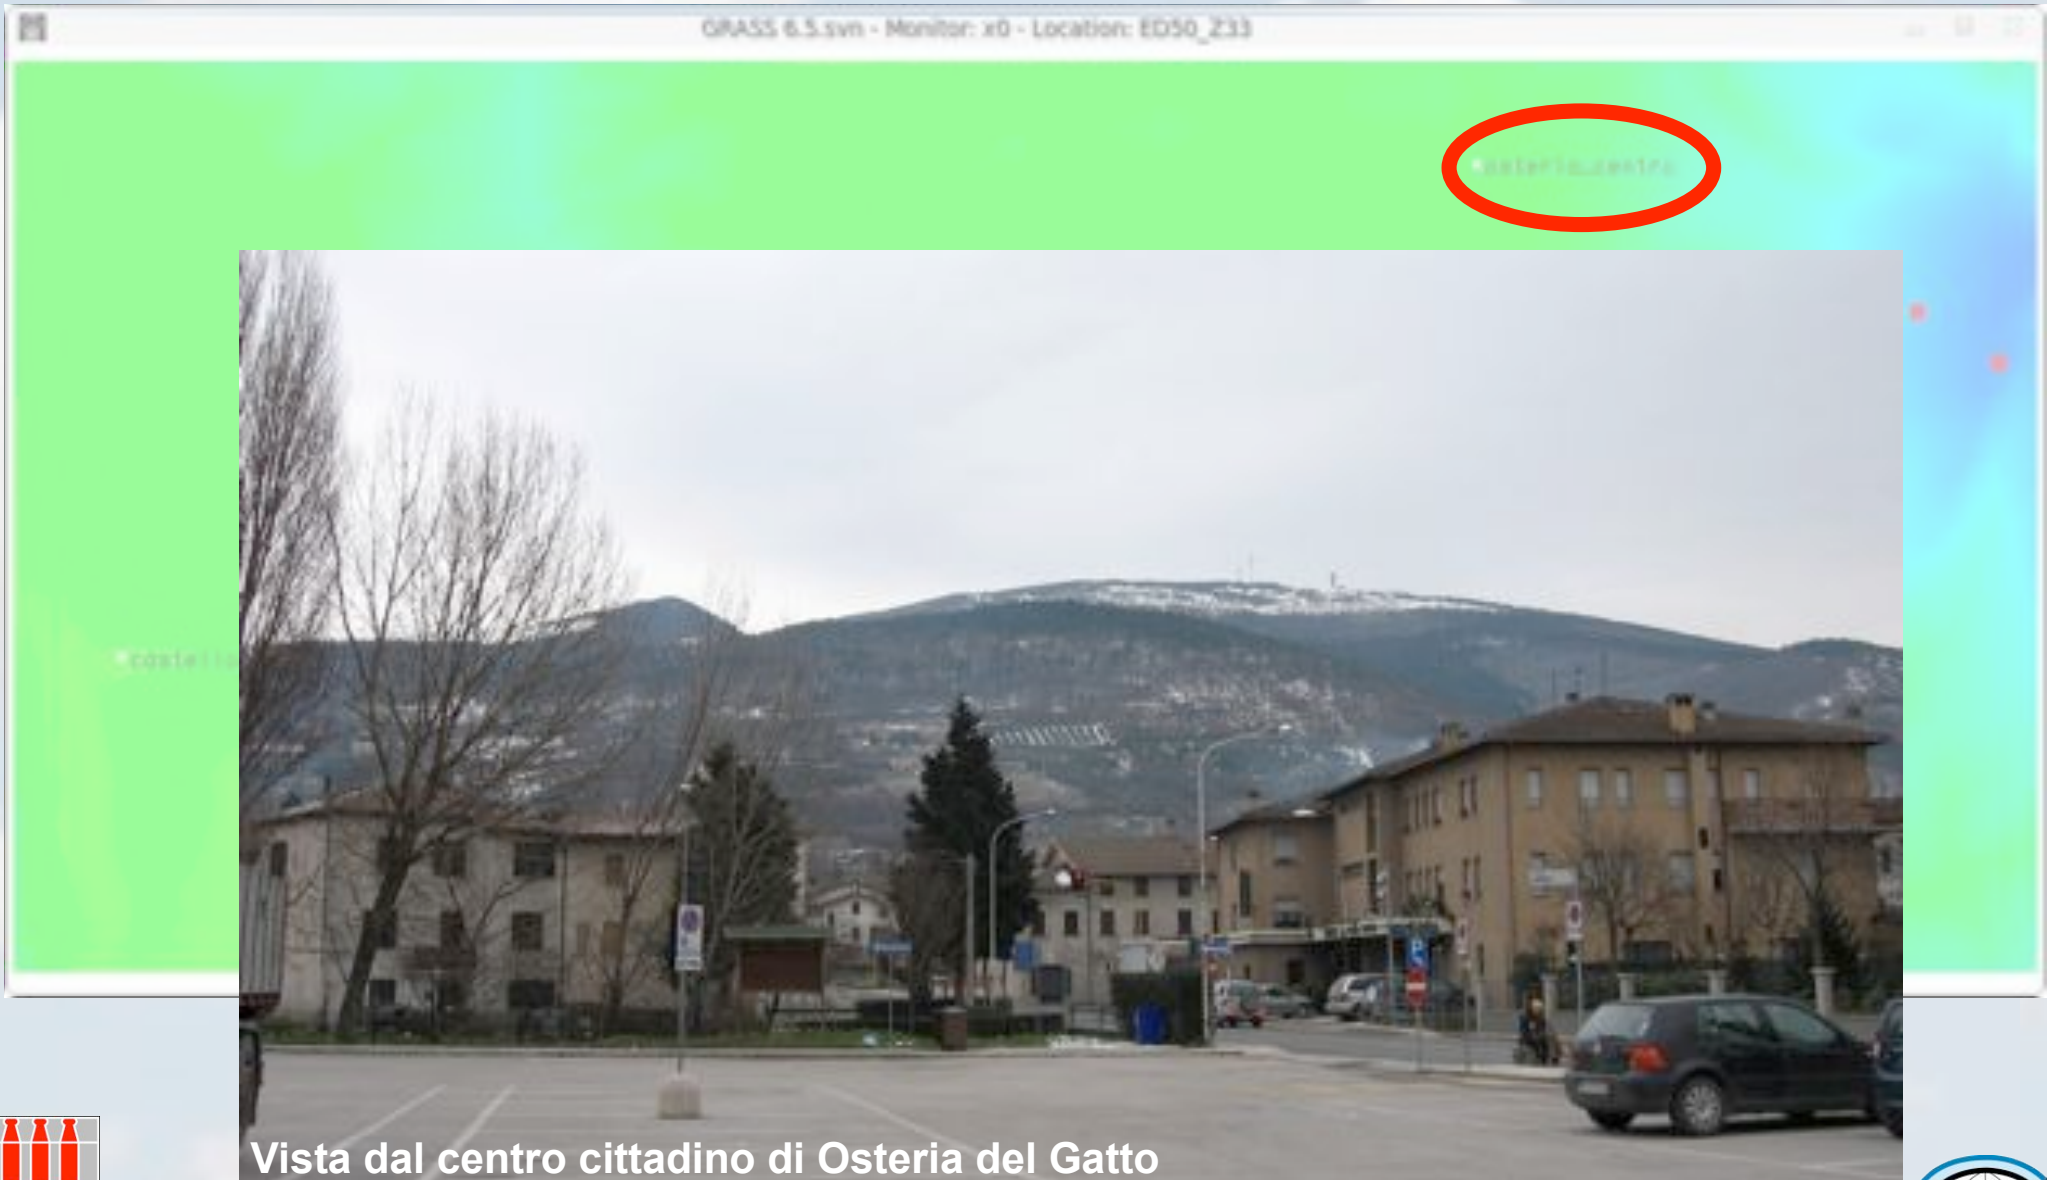 GRASS 6.5.svn - Monitor: x0 - Location: ED50_Z33
osteria_centro
P
Vista dal centro cittadino di Osteria del Gatto